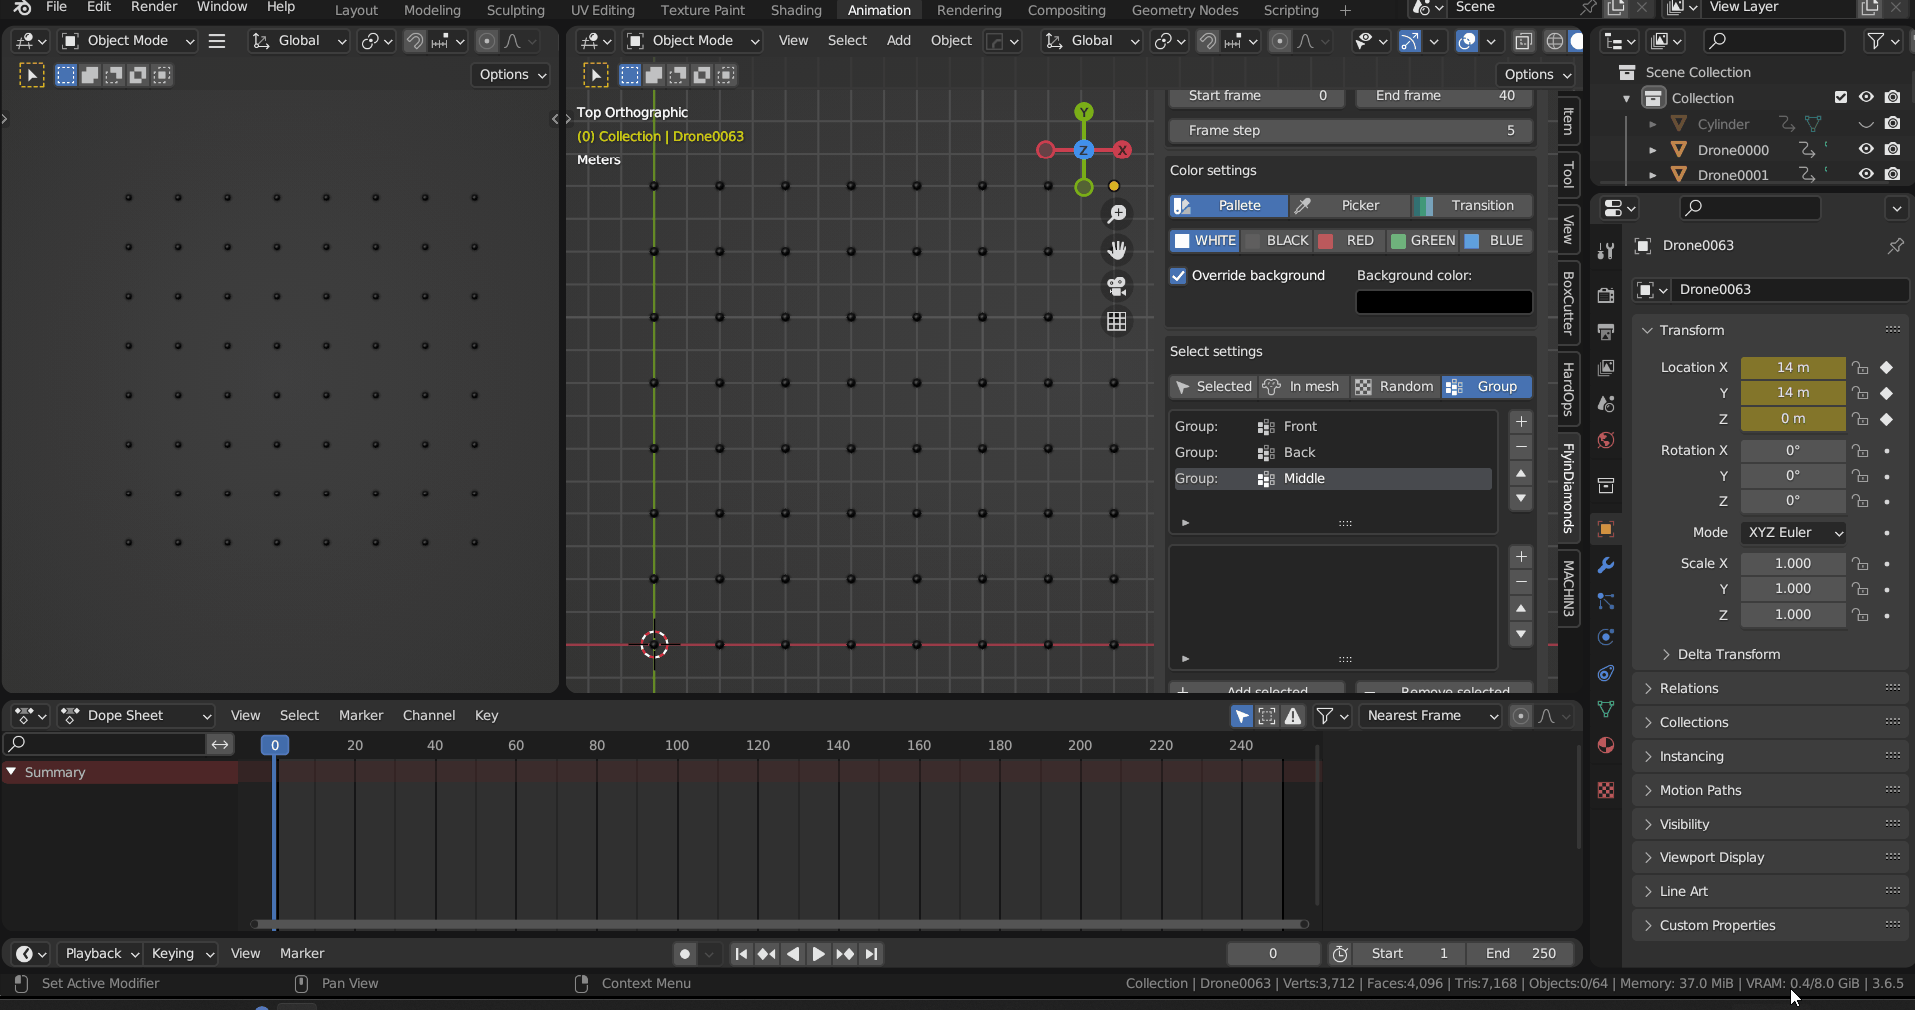 File Edit Render Window Help Layout Modeling Sculpting UV Editing Texture Paint Shading Animation Rendering Compositing Geometry Nodes Scripting + Scene View Layer
Object Mode Global Object Mode View Select Add Object Global
Options Options
Scene Collection
Collection
Cylinder
Drone0000
Drone0001
Top Orthographic
(0) Collection | Drone0063
Meters
Y
X
Z
Start frame 0 End frame 40
Frame step 5
Color settings
Pallete Picker Transition
WHITE BLACK RED GREEN BLUE
Override background Background color:
Select settings
Selected In mesh Random Group
Group: Front
Group: Back
Group: Middle
Add selected Remove selected
Item
Tool
View
BoxCutter
HardOps
FlyinDiamonds
MACHIN3
Drone0063
Drone0063
Transform
Location X 14 m
Y 14 m
Z 0 m
Rotation X 0°
Y 0°
Z 0°
Mode XYZ Euler
Scale X 1.000
Y 1.000
Z 1.000
Delta Transform
Relations
Collections
Instancing
Motion Paths
Visibility
Viewport Display
Line Art
Custom Properties
Dope Sheet View Select Marker Channel Key Nearest Frame
0 20 40 60 80 100 120 140 160 180 200 220 240
Summary
Playback Keying View Marker 0 Start 1 End 250
Set Active Modifier Pan View Context Menu Collection | Drone0063 | Verts:3,712 | Faces:4,096 | Tris:7,168 | Objects:0/64 | Memory: 37.0 MiB | VRAM: 0.4/8.0 GiB | 3.6.5